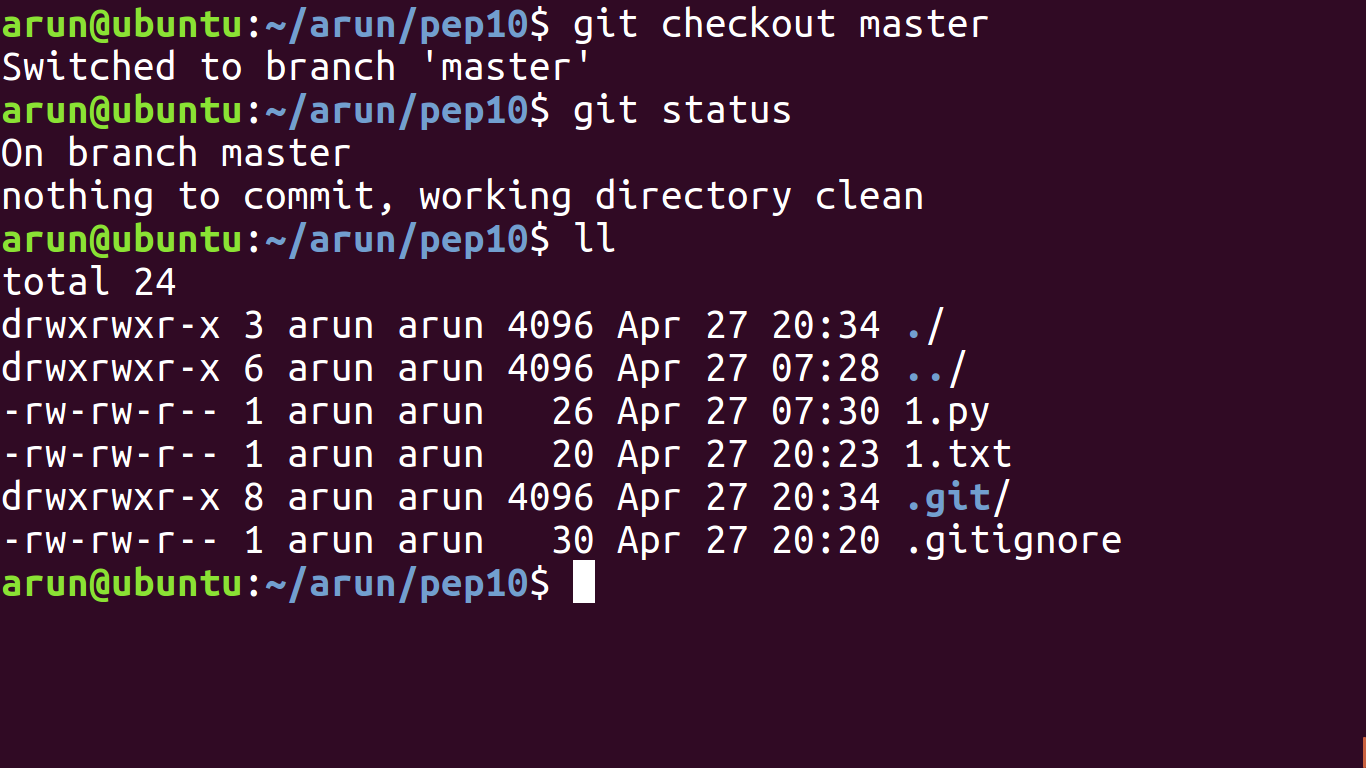 arun@ubuntu:~/arun/pep10$ git checkout master
Switched to branch 'master'
arun@ubuntu:~/arun/pep10$ git status
On branch master
nothing to commit, working directory clean
arun@ubuntu:~/arun/pep10$ ll
total 24
drwxrwxr-x 3 arun arun 4096 Apr 27 20:34 ./
drwxrwxr-x 6 arun arun 4096 Apr 27 07:28 ../
-rw-rw-r-- 1 arun arun   26 Apr 27 07:30 1.py
-rw-rw-r-- 1 arun arun   20 Apr 27 20:23 1.txt
drwxrwxr-x 8 arun arun 4096 Apr 27 20:34 .git/
-rw-rw-r-- 1 arun arun   30 Apr 27 20:20 .gitignore
arun@ubuntu:~/arun/pep10$